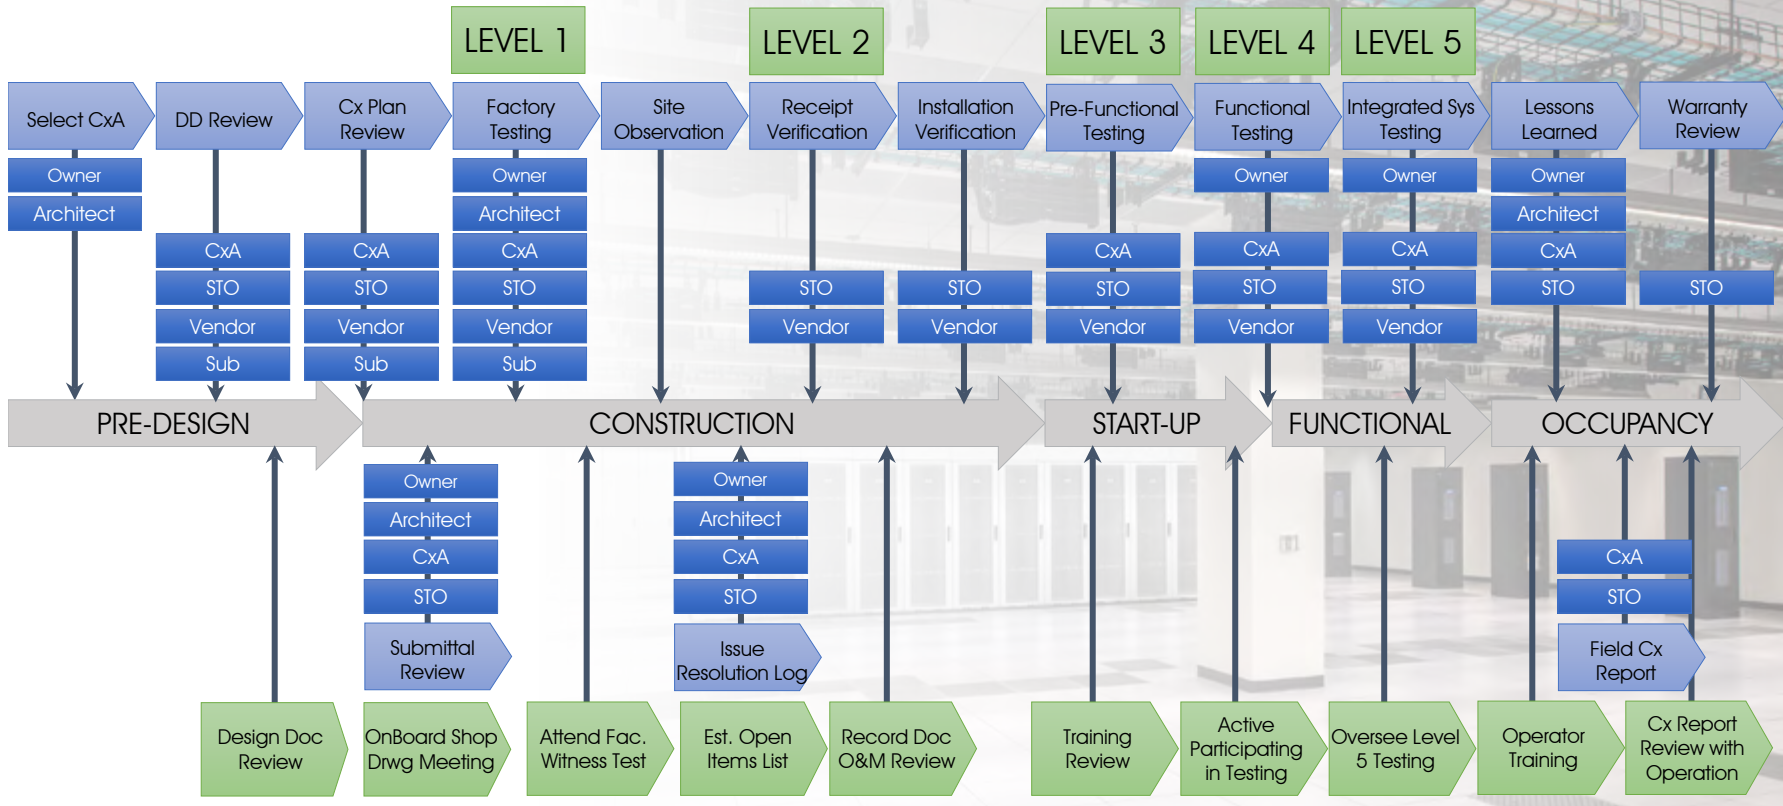 LEVEL 1
LEVEL 2
LEVEL 3
LEVEL 4
LEVEL 5
Select CxA
DD Review
Cx Plan
Review
Factory
Testing
Site
Observation
Receipt
Verification
Installation
Verification
Pre-Functional
Testing
Functional
Testing
Integrated Sys
Testing
Lessons
Learned
Warranty
Review
Owner
Architect
CxA
STO
Vendor
Sub
CxA
STO
Vendor
Sub
Owner
Architect
CxA
STO
Vendor
Sub
STO
Vendor
STO
Vendor
CxA
STO
Vendor
Owner
CxA
STO
Vendor
Owner
CxA
STO
Vendor
Owner
Architect
CxA
STO
STO
PRE-DESIGN
CONSTRUCTION
START-UP
FUNCTIONAL
OCCUPANCY
Owner
Architect
CxA
STO
Submittal
Review
Owner
Architect
CxA
STO
Issue
Resolution Log
CxA
STO
Field Cx
Report
Design Doc
Review
OnBoard Shop
Drwg Meeting
Attend Fac.
Witness Test
Est. Open
Items List
Record Doc
O&M Review
Training
Review
Active
Participating
in Testing
Oversee Level
5 Testing
Operator
Training
Cx Report
Review with
Operation